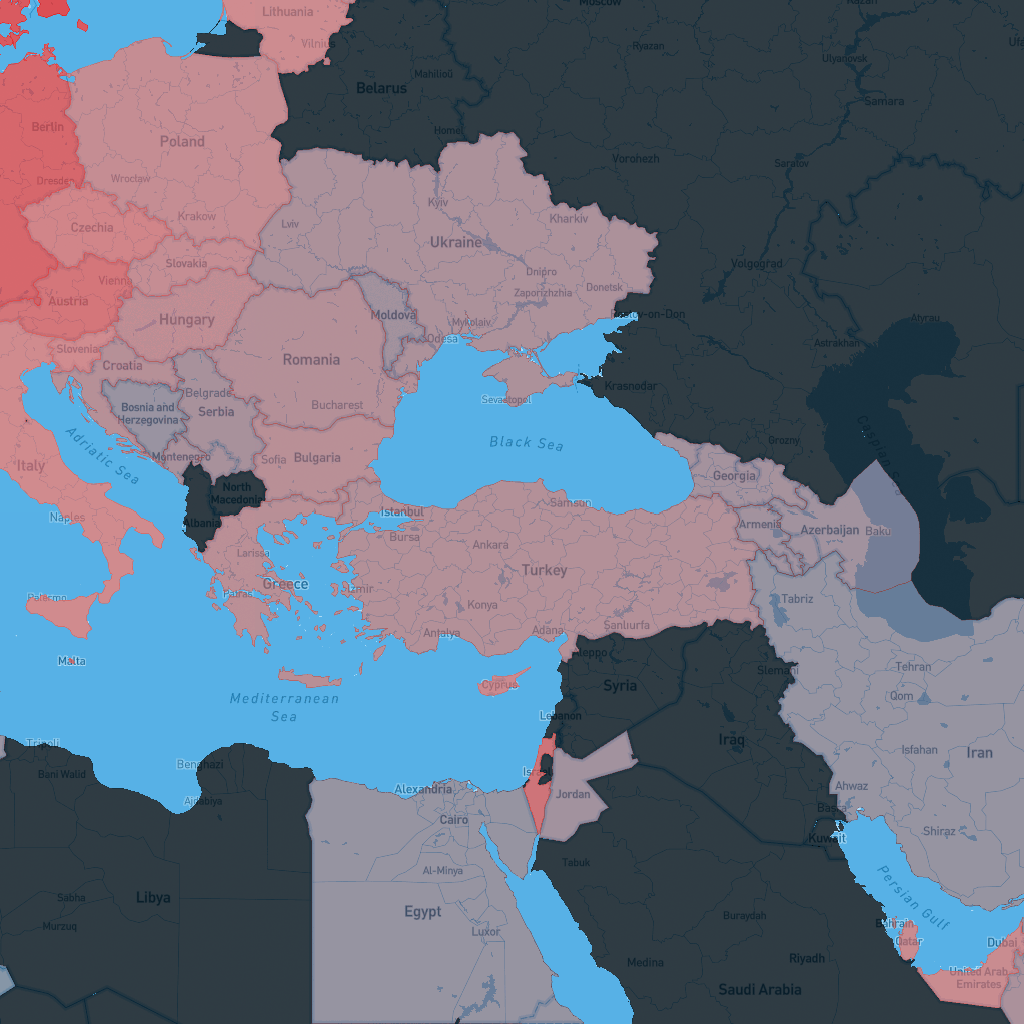 Moscow
Kazan
Lithuania
Vilnius
Ryazan
Ufa
Ulyanovsk
Mahilioŭ
Belarus
Samara
Berlin
Home
Poland
Vorohezh
Saratov
Dresden
Wrocław
Krakow
Kyiv
Lviv
Kharkiv
Czechia
Ukraine
Slovakia
Volgograd
Vienna
Dnipro
Donetsk
Austria
Zaporizhzhia
Moldova
Hungary
Mykolaiv
-on-Don
Atyrau
Odesa
Astrakhan
Slovenia
Romania
Croatia
Belgrade
Krasnodar
Bucharest
Sevastopol
Bosnia and
Herzegovina
Serbia
Black Sea
Grozny
Caspian Sea
Adriatic Sea
Montenegro
Sofia
Bulgaria
Italy
Georgia
North
Macedonia
Samsun
Naples
Istanbul
Albania
Armenia
Azerbaijan
Baku
Bursa
Ankara
Larissa
Greece
Turkey
Izmir
Palermo
Patras
Konya
Tabriz
Antalya
Adana
Sanlıurfa
Aleppo
Malta
Tehran
Cyprus
Syria
Mediterranean
Sea
Qom
Lebanon
Tripoli
Iraq
Isfahan
Iran
Bani Walid
Benghazi
Israel
Ajdabiya
Alexandria
Jordan
Ahwaz
Cairo
Basra
Shiraz
Kuwait
Al-Minya
Tabuk
Persian Gulf
Sabha
Libya
Egypt
Buraydah
Murzuq
Luxor
Bahrain
Qatar
Dubai
Medina
Riyadh
United Arab
Emirates
Saudi Arabia